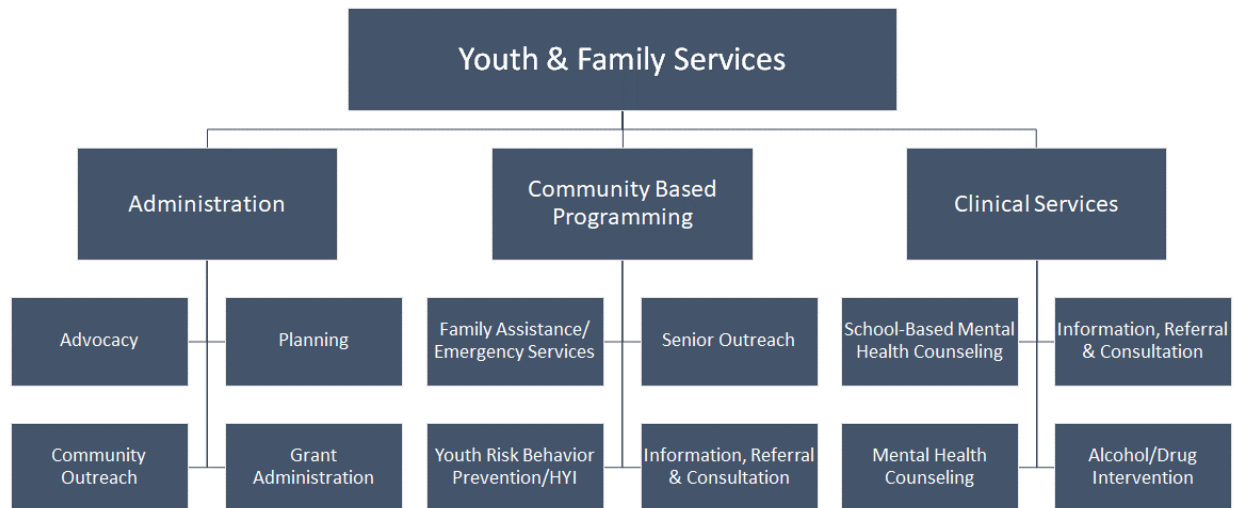 Youth & Family Services
Administration
Community Based
Programming
Clinical Services
Advocacy
Planning
Family Assistance/
Emergency Services
Senior Outreach
School-Based Mental
Health Counseling
Information, Referral
& Consultation
Community
Outreach
Grant
Administration
Youth Risk Behavior
Prevention/HYI
Information, Referral
& Consultation
Mental Health
Counseling
Alcohol/Drug
Intervention